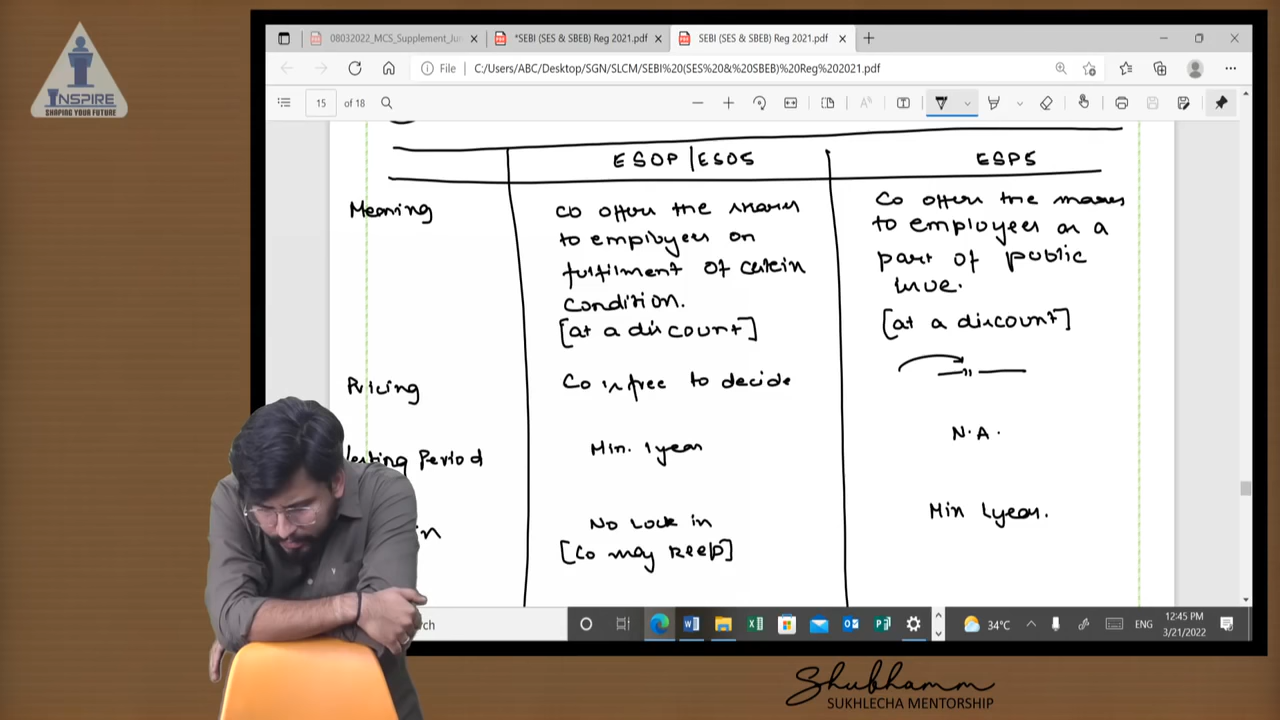 INSPIRE
SHAPING YOUR FUTURE
08032022_MCS_Supplement_Ju
*SEBI (SES & SBEB) Reg 2021.pdf
SEBI (SES & SBEB) Reg 2021.pdf
File
C:/Users/ABC/Desktop/SGN/SLCM/SEBI%20(SES%20&%20SBEB)%20Reg%202021.pdf
15 of 18
ESOP | ESOS
ESPS
Meaning
Co offers the shares
to employees on
fulfilment of certain
condition.
[at a discount]
Co offers the shares
to employees as a
part of public
issue.
[at a discount]
Pricing
Co is free to decide
—"—
Vesting Period
Min. 1 year
N.A.
in
No Lock in
[Co may keep]
Min 1 year.
rch
34°C
ENG
12:45 PM
3/21/2022
Shubhamm
SUKHLECHA MENTORSHIP